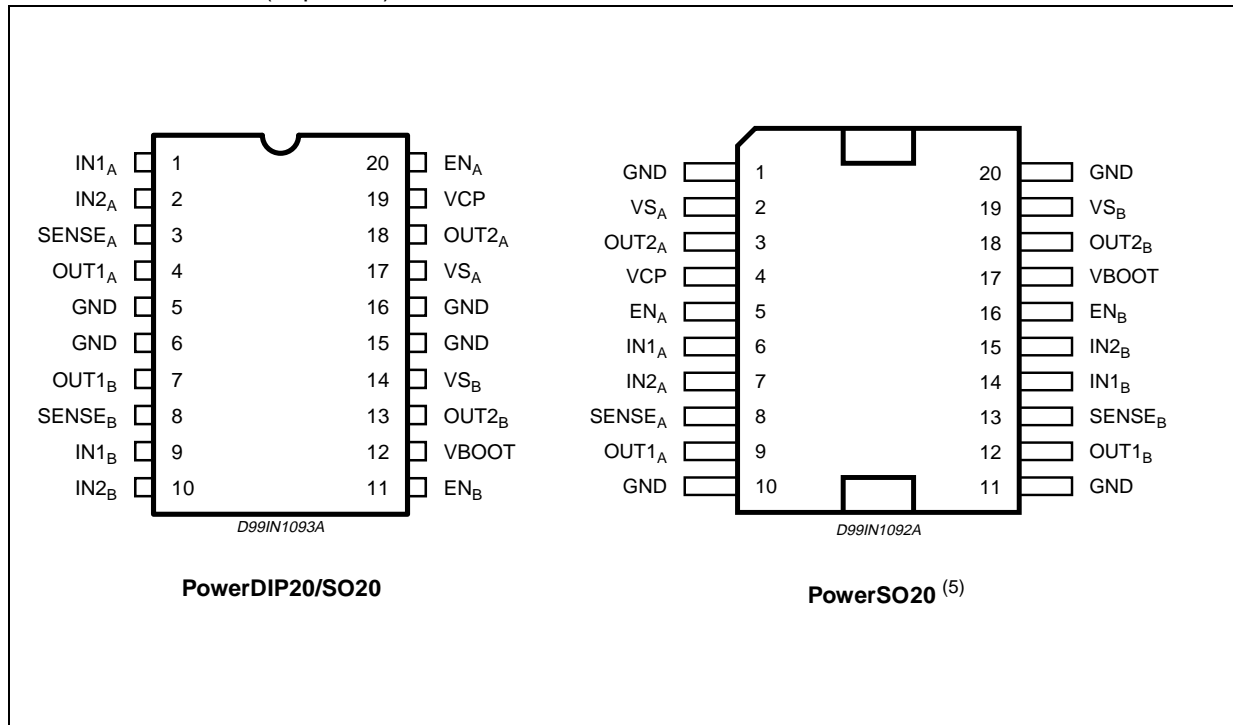 IN1A 1 20 ENA
IN2A 2 19 VCP
SENSEA 3 18 OUT2A
OUT1A 4 17 VSA
GND 5 16 GND
GND 6 15 GND
OUT1B 7 14 VSB
SENSEB 8 13 OUT2B
IN1B 9 12 VBOOT
IN2B 10 11 ENB
D99IN1093A
PowerDIP20/SO20
GND 1 20 GND
VSA 2 19 VSB
OUT2A 3 18 OUT2B
VCP 4 17 VBOOT
ENA 5 16 ENB
IN1A 6 15 IN2B
IN2A 7 14 IN1B
SENSEA 8 13 SENSEB
OUT1A 9 12 OUT1B
GND 10 11 GND
D99IN1092A
PowerSO20 (5)